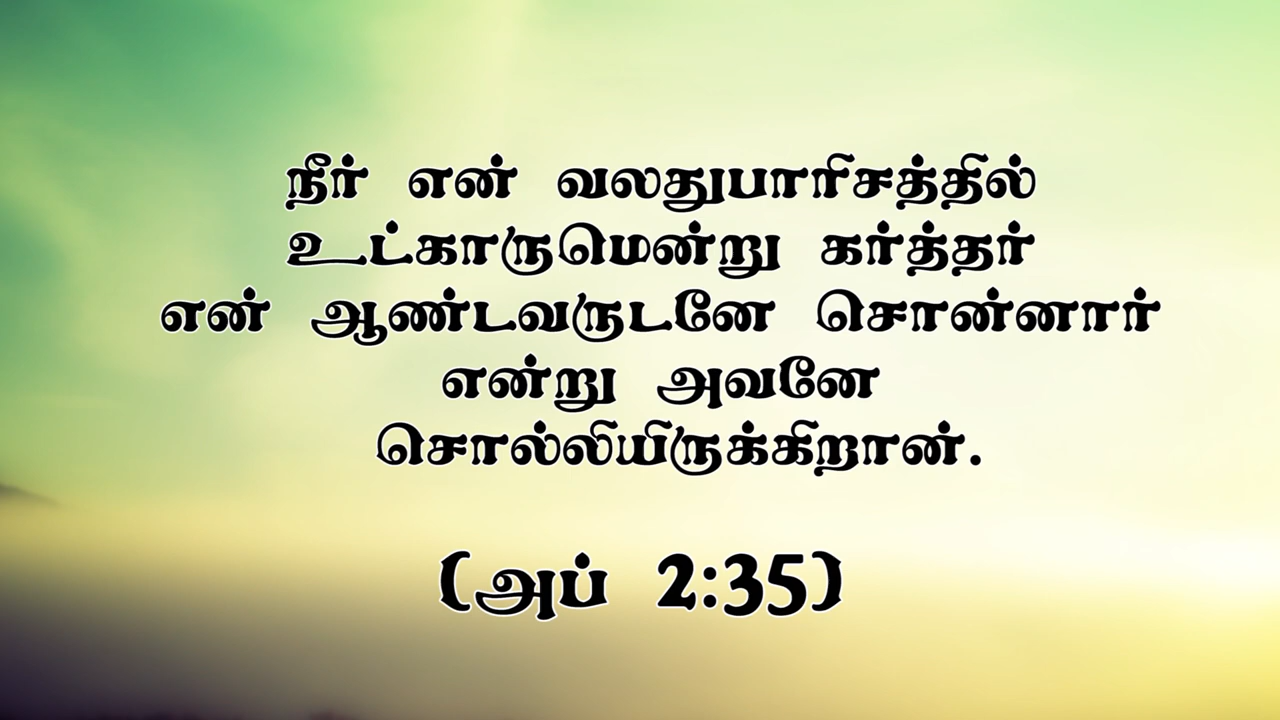 நீர் என் வலதுபாரிசத்தில்
உட்காருமென்று கர்த்தர்
என் ஆண்டவருடனே சொன்னார்
என்று அவனே
சொல்லியிருக்கிறான்.
(அப் 2:35)